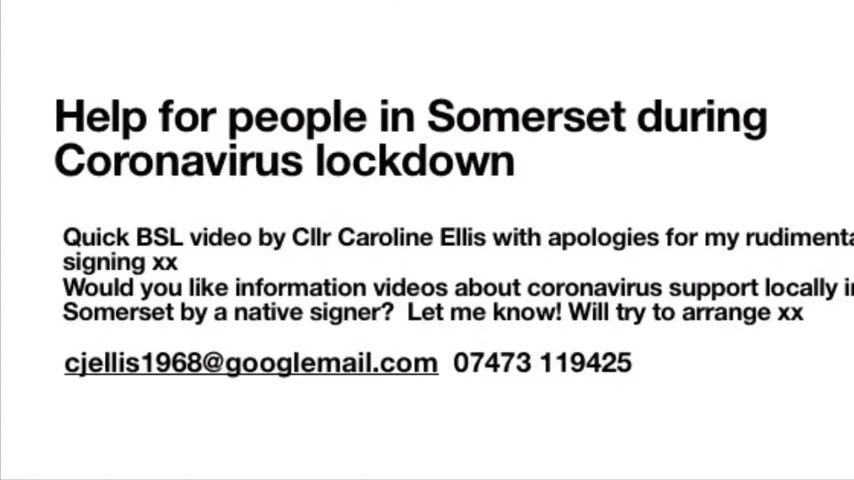 Help for people in Somerset during
Coronavirus lockdown
Quick BSL video by Cllr Caroline Ellis with apologies for my
signing xx
Would you like information videos about coronavirus support locally
Somerset by a native signer?  Let me know! Will try to arrange xx
cjellis1968@googlemail.com  07473 119425